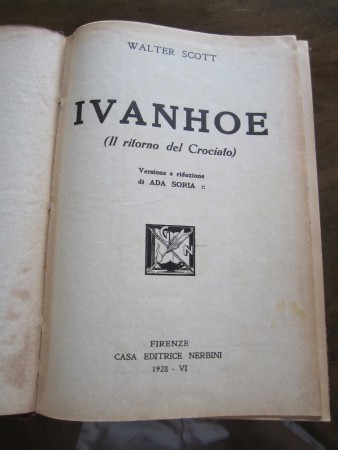 WALTER SCOTT
IVANHOE
(Il ritorno del Crociato)
Versione e riduzione
di ADA SORIA ::
G N
FIRENZE
CASA EDITRICE NERBINI
1928 - VI